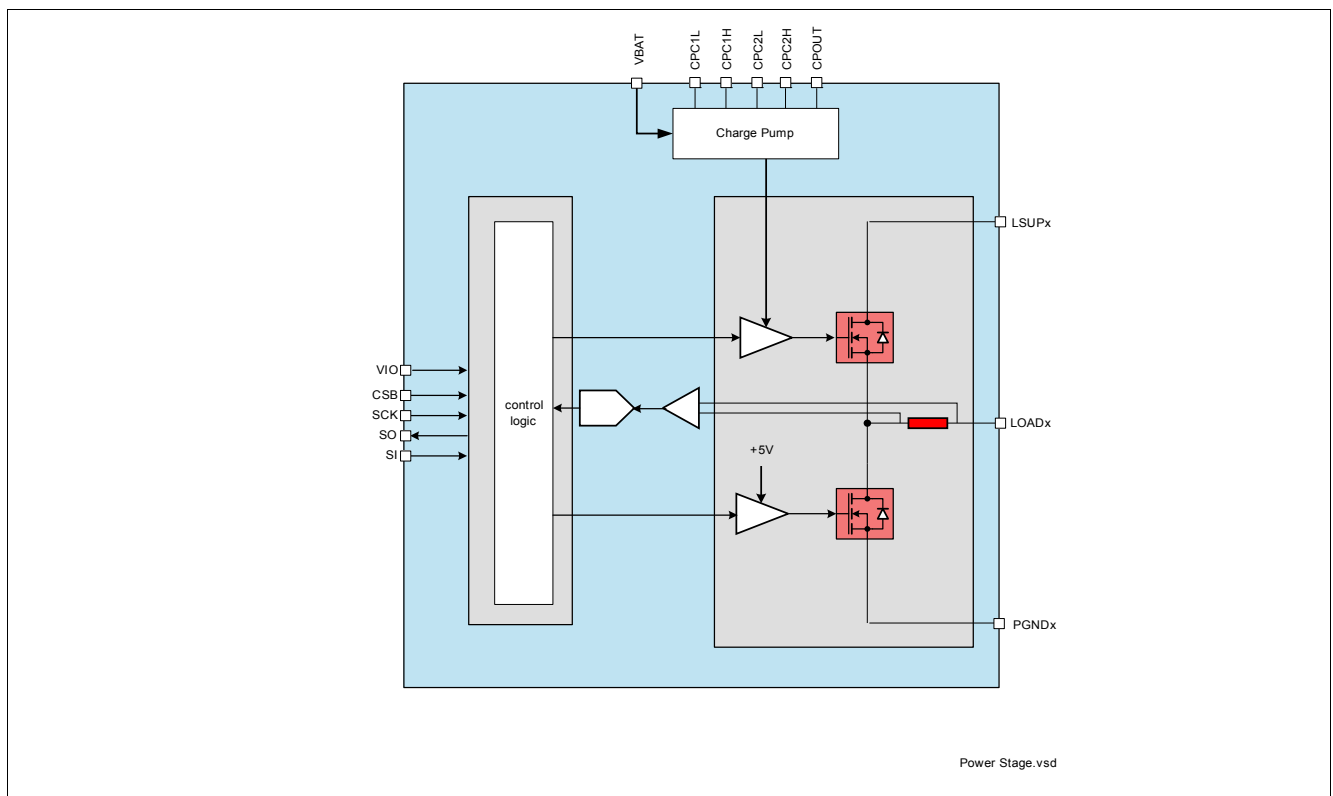 VBAT
CPC1L
CPC1H
CPC2L
CPC2H
CPOUT
Charge Pump
LSUPx
VIO
CSB
SCK
SO
SI
control
logic
LOADx
+5V
PGNDx
Power Stage.vsd